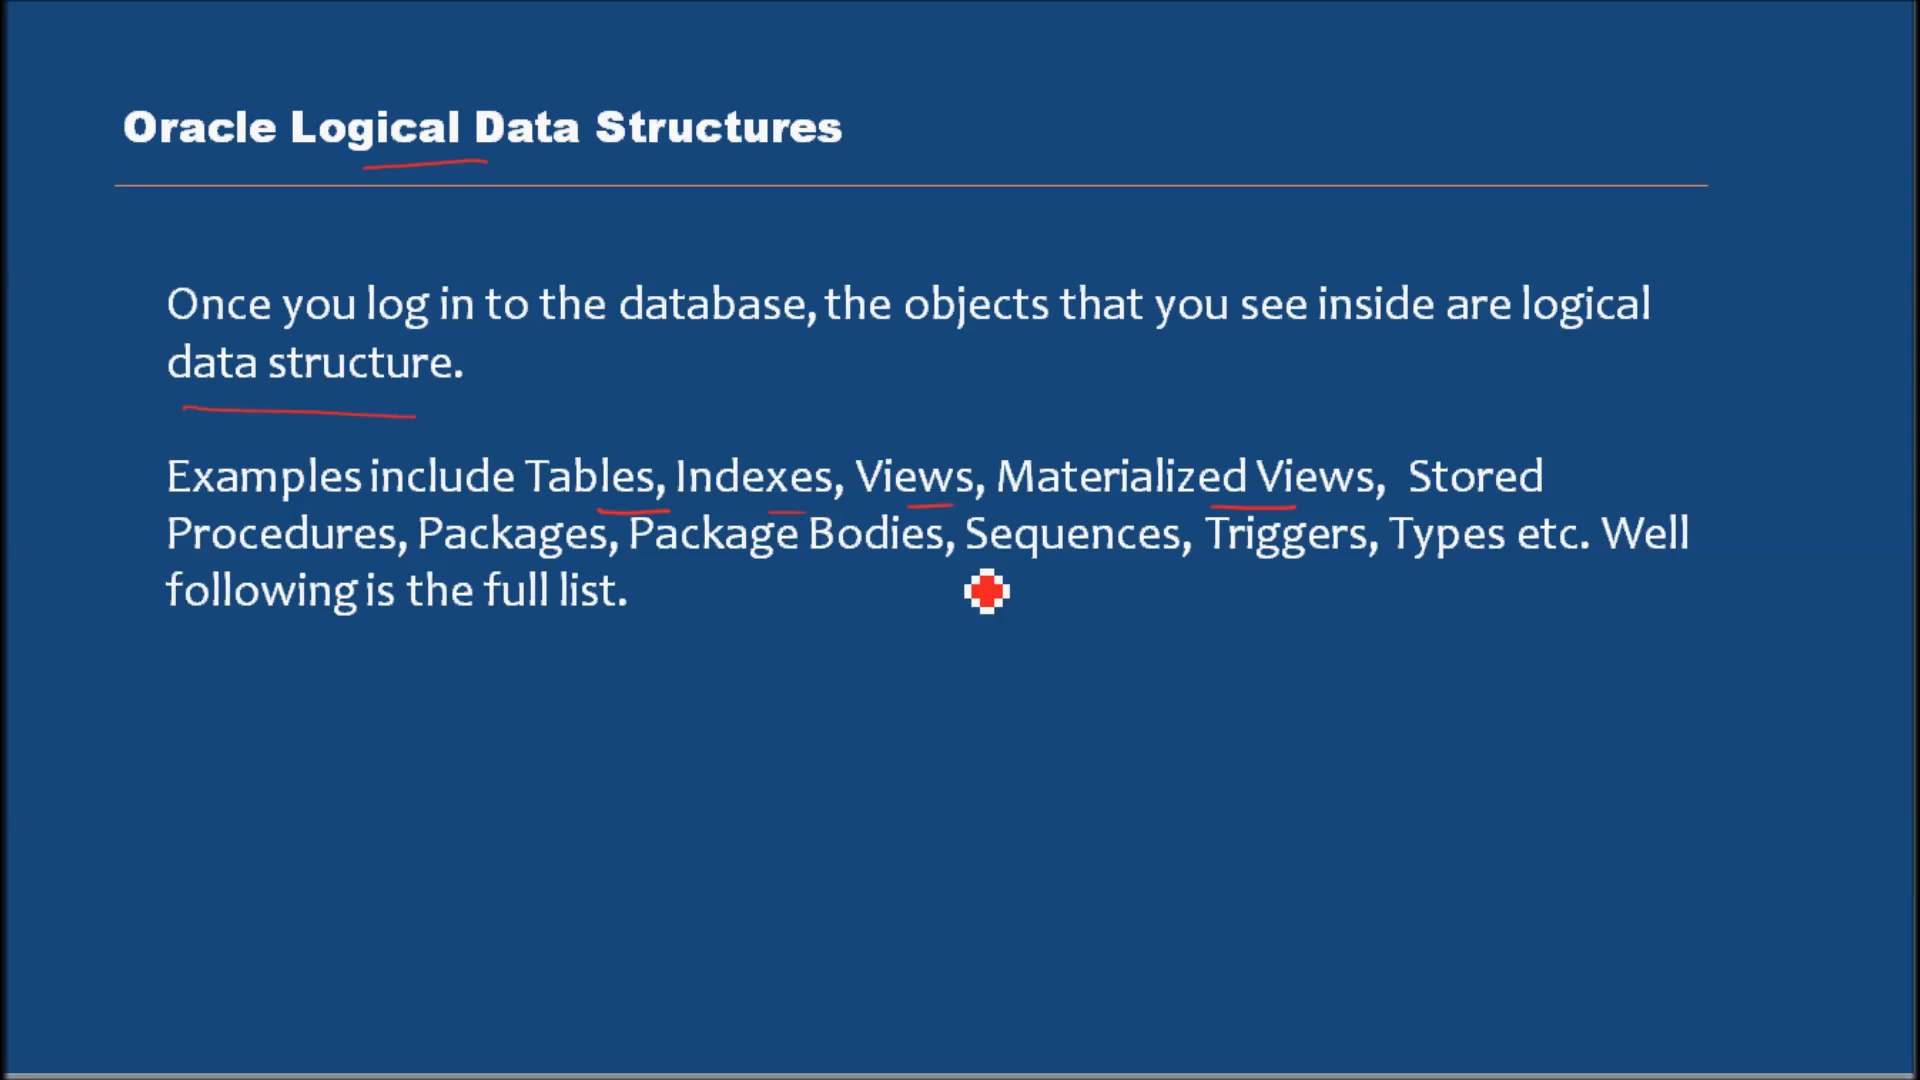 Oracle Logical Data Structures
Once you log in to the database, the objects that you see inside are logical
data structure.
Examples include Tables, Indexes, Views, Materialized Views, Stored
Procedures, Packages, Package Bodies, Sequences, Triggers, Types etc. Well
following is the full list.